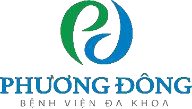 PHƯƠNG ĐÔNG
BỆNH VIỆN ĐA KHOA